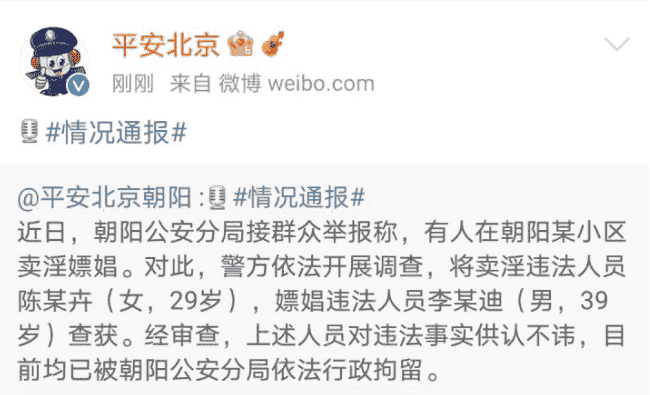 平安北京
刚刚 来自 微博 weibo.com
#情况通报#
@平安北京朝阳:#情况通报#
近日，朝阳公安分局接群众举报称，有人在朝阳某小区
卖淫嫖娼。对此，警方依法开展调查，将卖淫违法人员
陈某卉（女，29岁），嫖娼违法人员李某迪（男，39
岁）查获。经审查，上述人员对违法事实供认不讳，目
前均已被朝阳公安分局依法行政拘留。